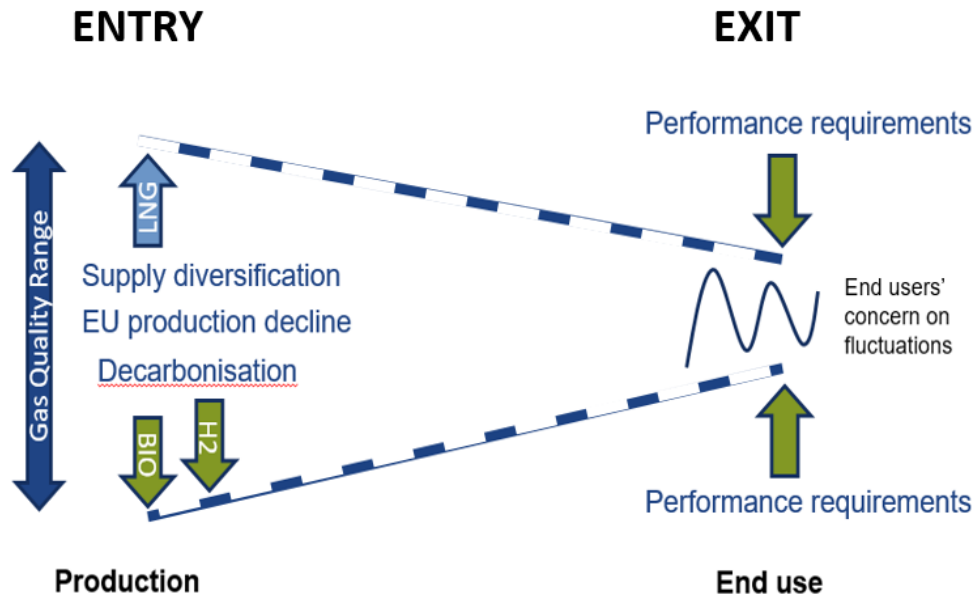 ENTRY
EXIT
Performance requirements
Gas Quality Range
LNG
Supply diversification
EU production decline
Decarbonisation
BIO
H2
End users’
concern on
fluctuations
Performance requirements
Production
End use